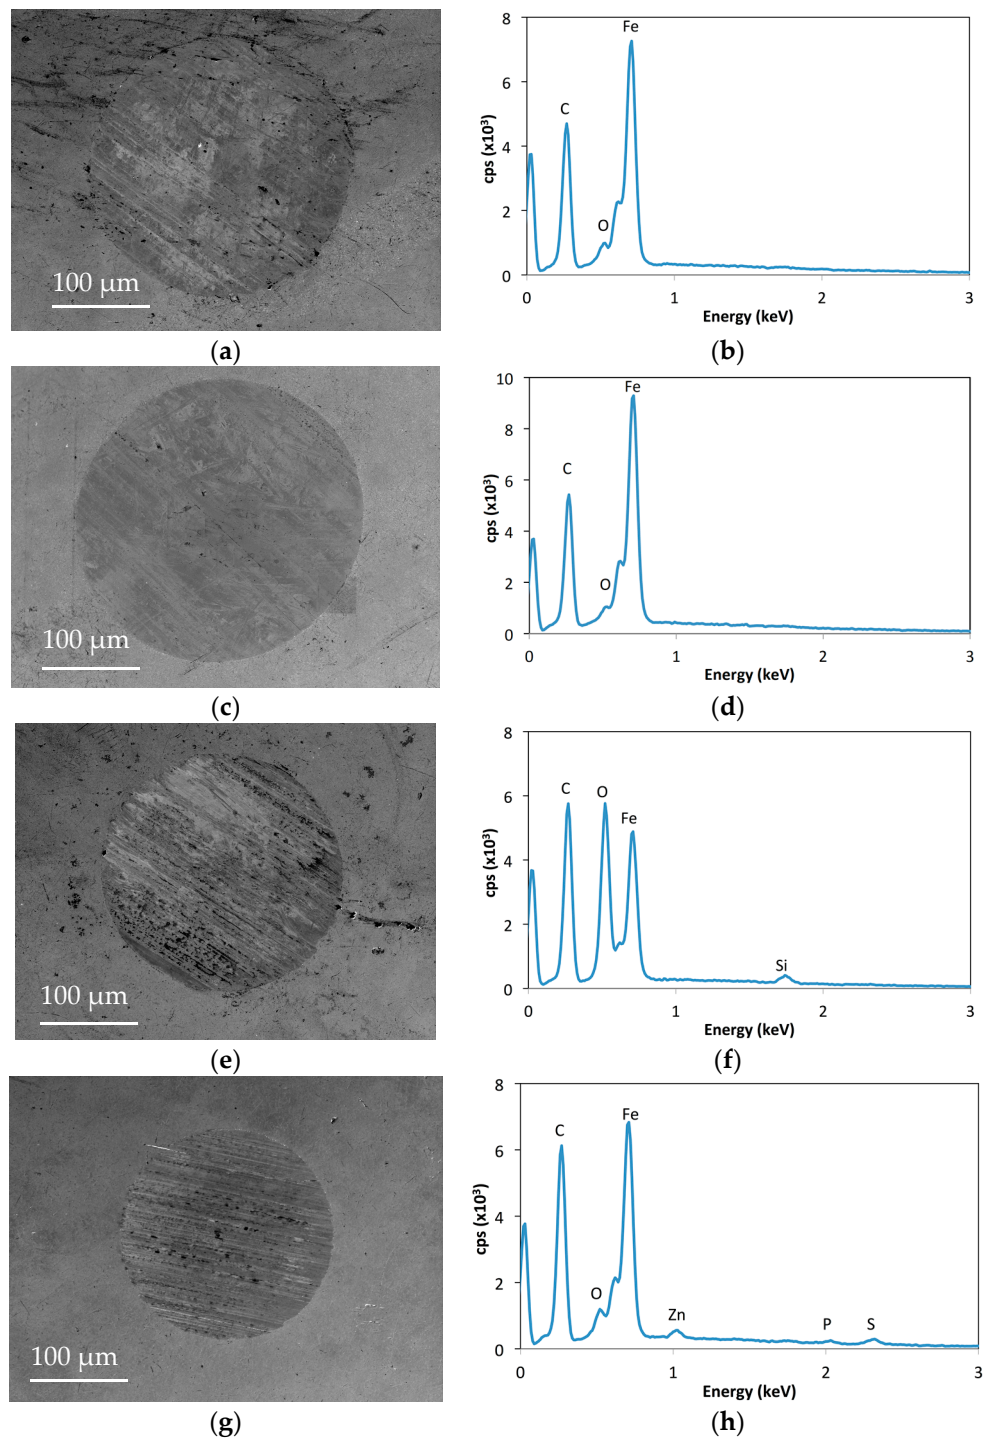 100 µm
(a)
8
6
4
2
0
cps (x10³)
C
O
Fe
0 1 2 3
Energy (keV)
(b)
100 µm
(c)
10
8
6
4
2
0
cps (x10³)
C
O
Fe
0 1 2 3
Energy (keV)
(d)
100 µm
(e)
8
6
4
2
0
cps (x10³)
C
O
Fe
Si
0 1 2 3
Energy (keV)
(f)
100 µm
(g)
8
6
4
2
0
cps (x10³)
C
O
Fe
Zn
P
S
0 1 2 3
Energy (keV)
(h)